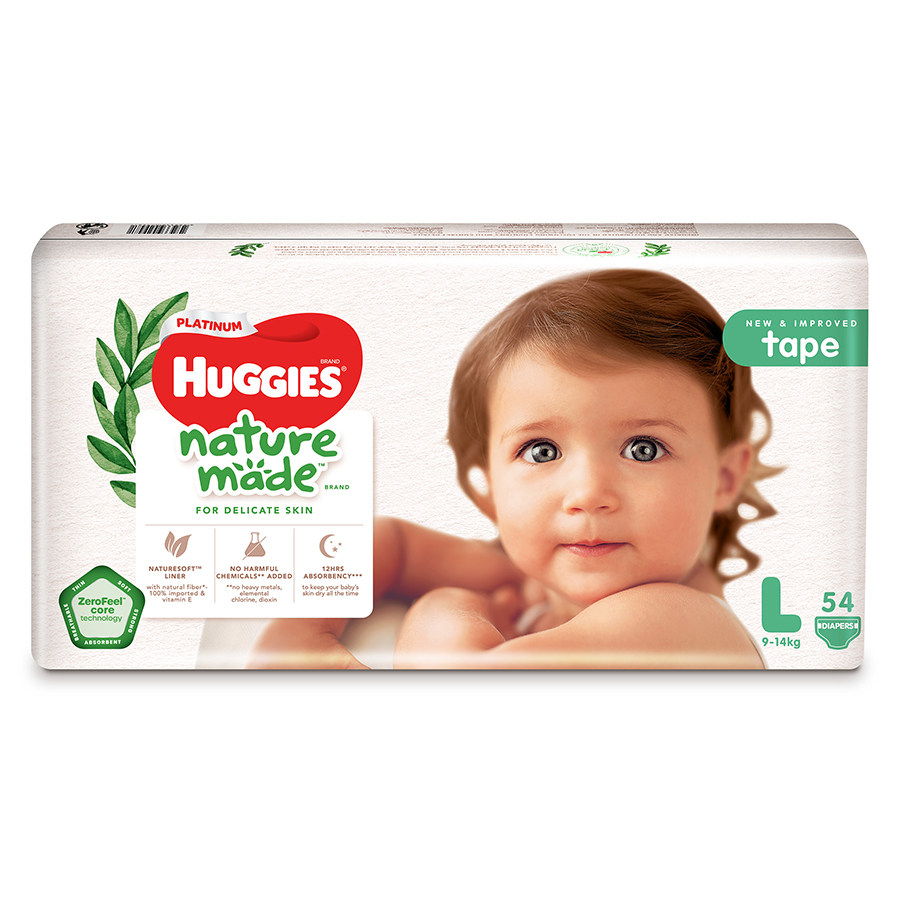 PLATINUM
HUGGIES®
BRAND
nature
made™
BRAND
FOR DELICATE SKIN
NATURESOFT™
LINER
with natural fiber*-
100% imported &
vitamin E
NO HARMFUL
CHEMICALS** ADDED
**no heavy metals,
elemental
chlorine, dioxin
12HRS
ABSORBENCY***
to keep your baby's
skin dry all the time
THIN
SOFT
STRONG
ABSORBENT
BREATHABLE
ZeroFeel™
core
technology
NEW & IMPROVED
tape
L
9-14kg
54
DIAPERS